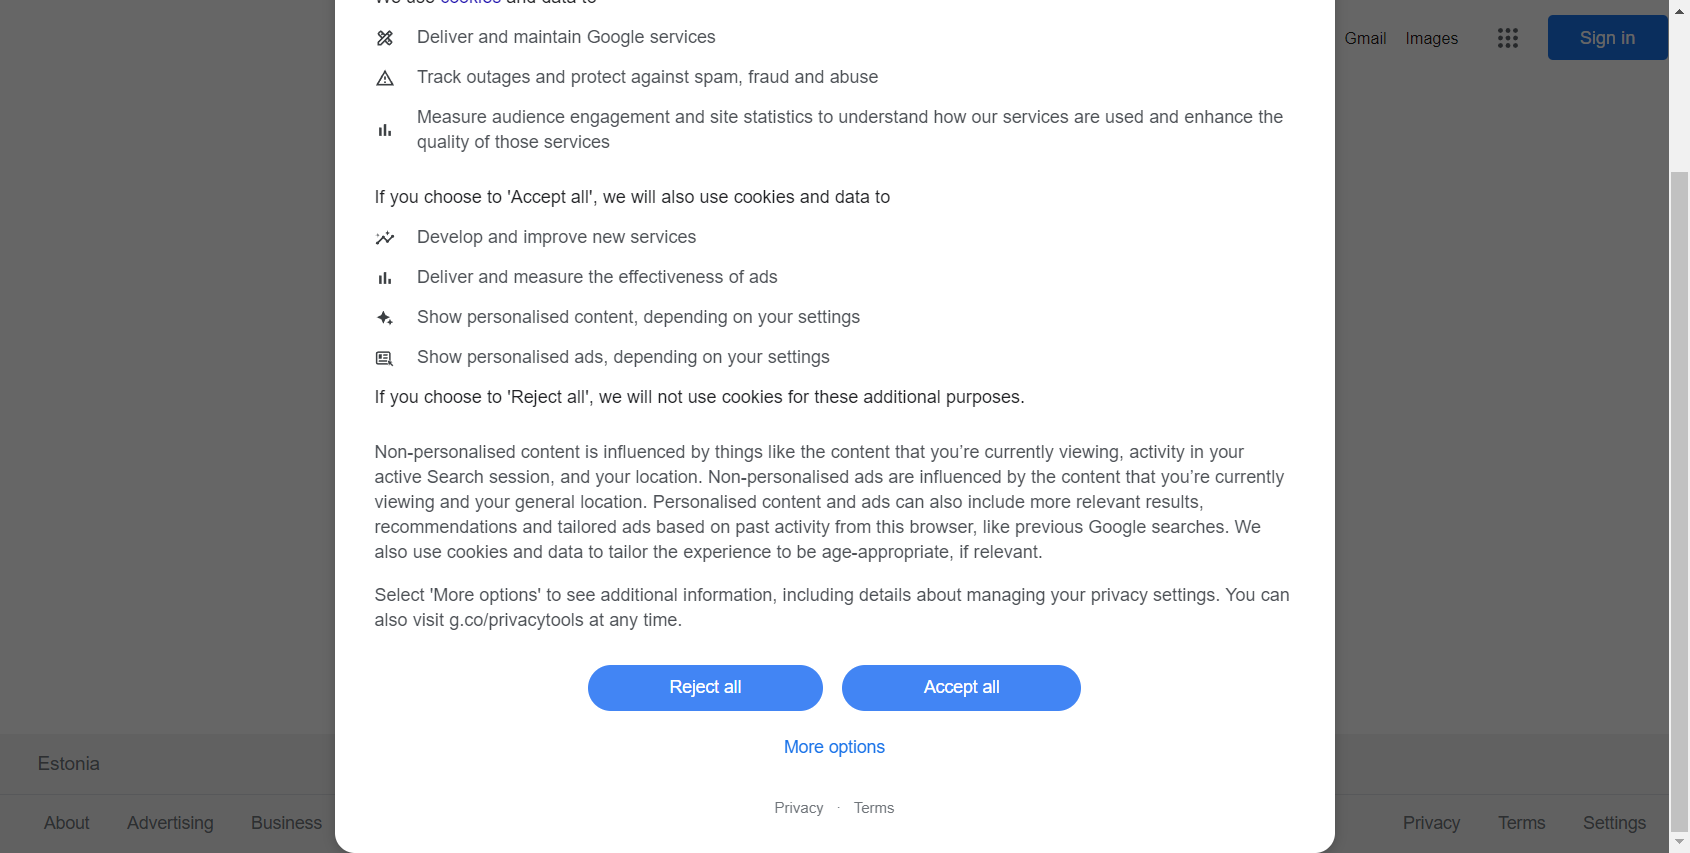 We use cookies and data to
Gmail Images Sign in
Deliver and maintain Google services
Track outages and protect against spam, fraud and abuse
Measure audience engagement and site statistics to understand how our services are used and enhance the
quality of those services
If you choose to 'Accept all', we will also use cookies and data to
Develop and improve new services
Deliver and measure the effectiveness of ads
Show personalised content, depending on your settings
Show personalised ads, depending on your settings
If you choose to 'Reject all', we will not use cookies for these additional purposes.
Non-personalised content is influenced by things like the content that you’re currently viewing, activity in your
active Search session, and your location. Non-personalised ads are influenced by the content that you’re currently
viewing and your general location. Personalised content and ads can also include more relevant results,
recommendations and tailored ads based on past activity from this browser, like previous Google searches. We
also use cookies and data to tailor the experience to be age-appropriate, if relevant.
Select 'More options' to see additional information, including details about managing your privacy settings. You can
also visit g.co/privacytools at any time.
Reject all Accept all
More options
Estonia
Privacy · Terms
About Advertising Business Privacy Terms Settings